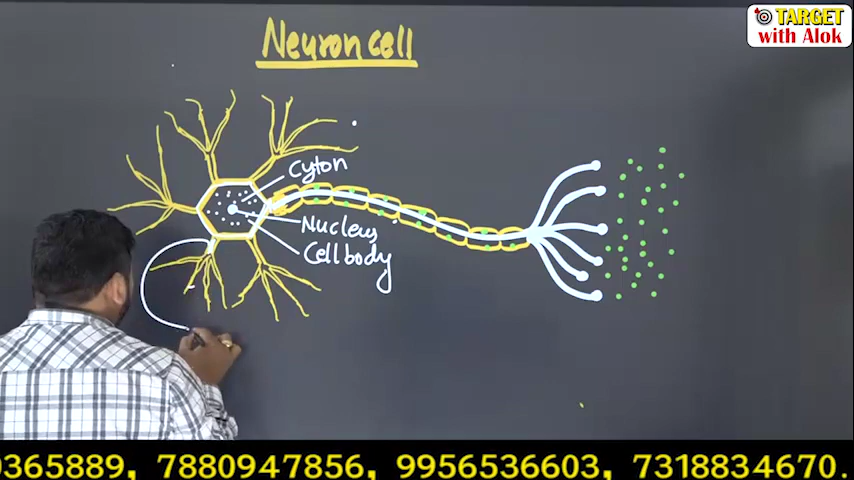 TARGET
with Alok
Neuron cell
Cyton
Nucleus
Cell body
0365889, 7880947856, 9956536603, 7318834670.